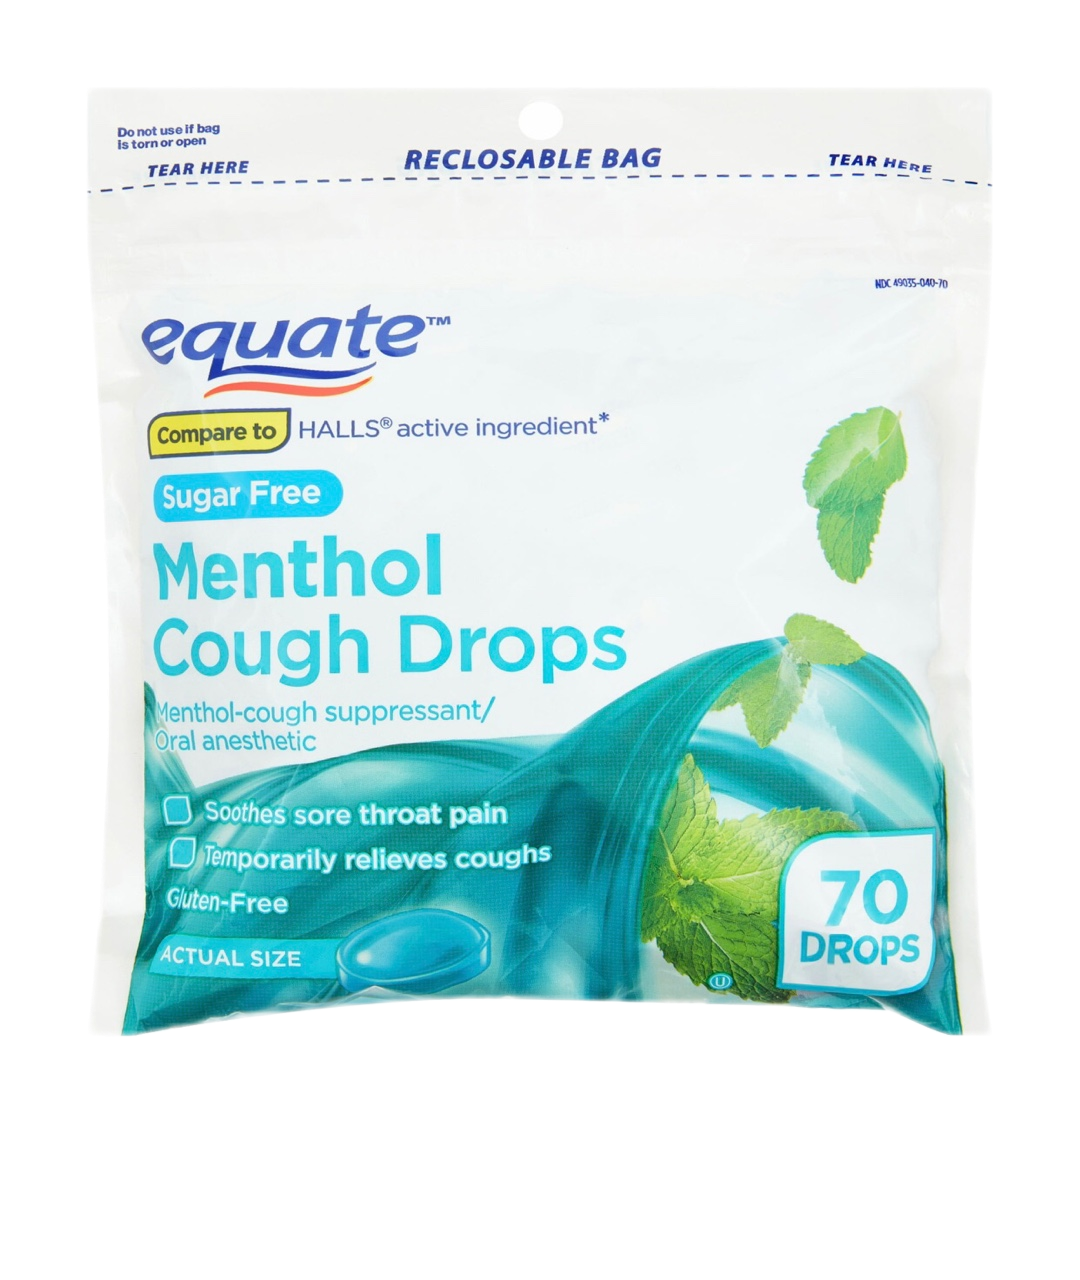 Do not use if bag
is torn or open
TEAR HERE
RECLOSABLE BAG
TEAR HERE
NDC 49035-040-70
equate™
Compare to HALLS® active ingredient*
Sugar Free
Menthol
Cough Drops
Menthol-cough suppressant/
Oral anesthetic
Soothes sore throat pain
Temporarily relieves coughs
Gluten-Free
ACTUAL SIZE
70
DROPS
U